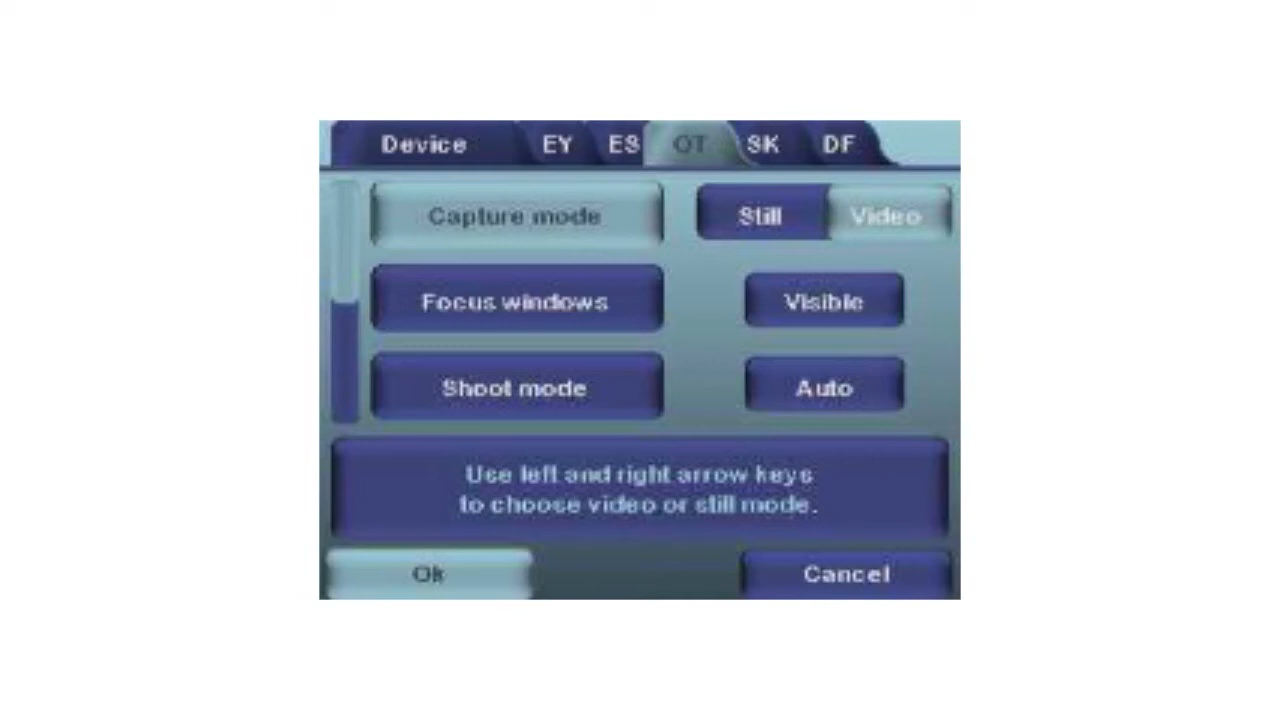 Device EY ES OT SK DF
Capture mode Still Video
Focus windows Visible
Shoot mode Auto
Use left and right arrow keys
to choose video or still mode.
Ok Cancel